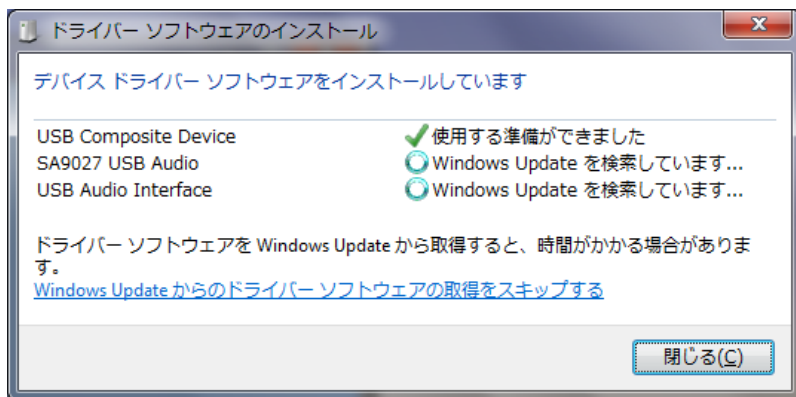 ドライバー ソフトウェアのインストール
デバイス ドライバー ソフトウェアをインストールしています
USB Composite Device 使用する準備ができました
SA9027 USB Audio Windows Update を検索しています...
USB Audio Interface Windows Update を検索しています...
ドライバー ソフトウェアを Windows Update から取得すると、時間がかかる場合がありま
す。
Windows Update からのドライバー ソフトウェアの取得をスキップする
閉じる(C)